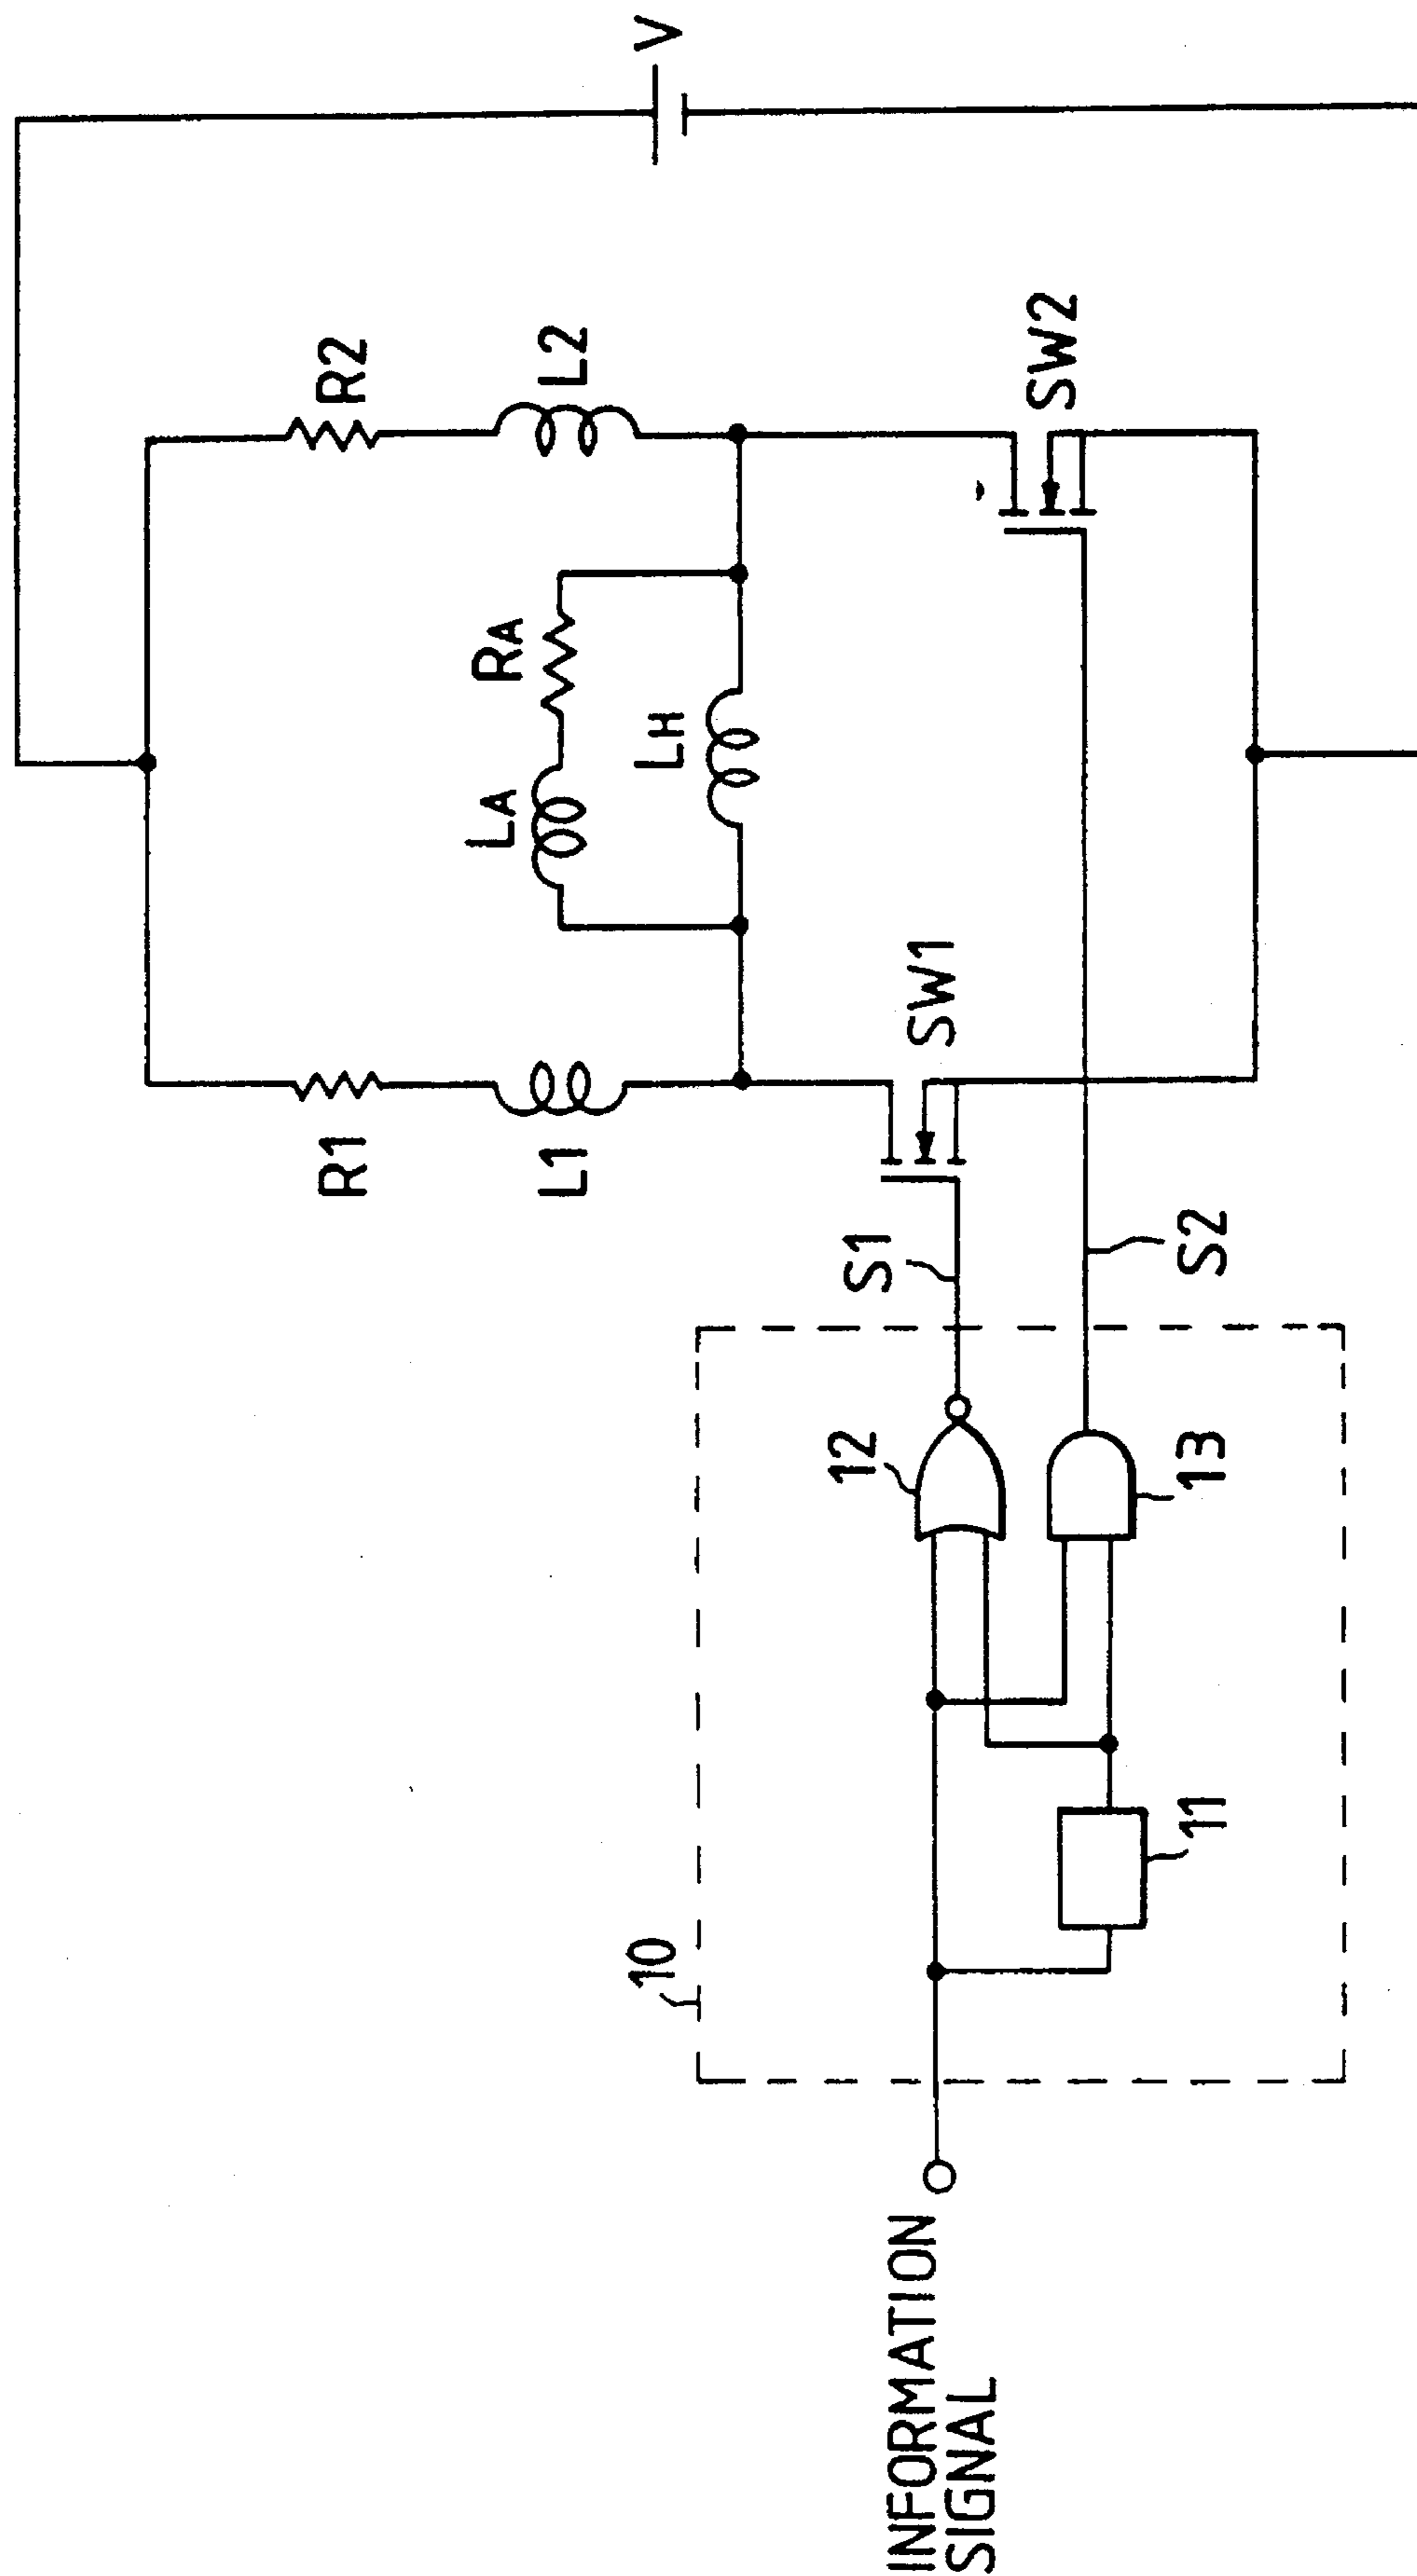 V
R2
L2
RA
LA
LH
SW2
R1
L1
SW1
S1
S2
12
13
10
11
INFORMATION
SIGNAL